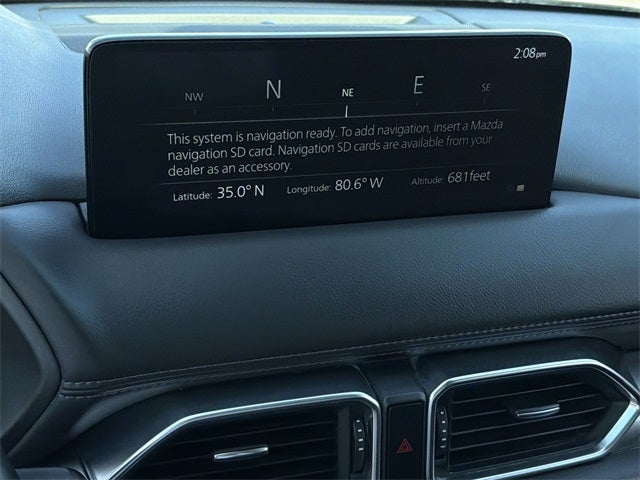 2:08pm
NW N NE E SE
This system is navigation ready. To add navigation, insert a Mazda
navigation SD card. Navigation SD cards are available from your
dealer as an accessory.
Latitude: 35.0° N Longitude: 80.6° W Altitude: 681feet